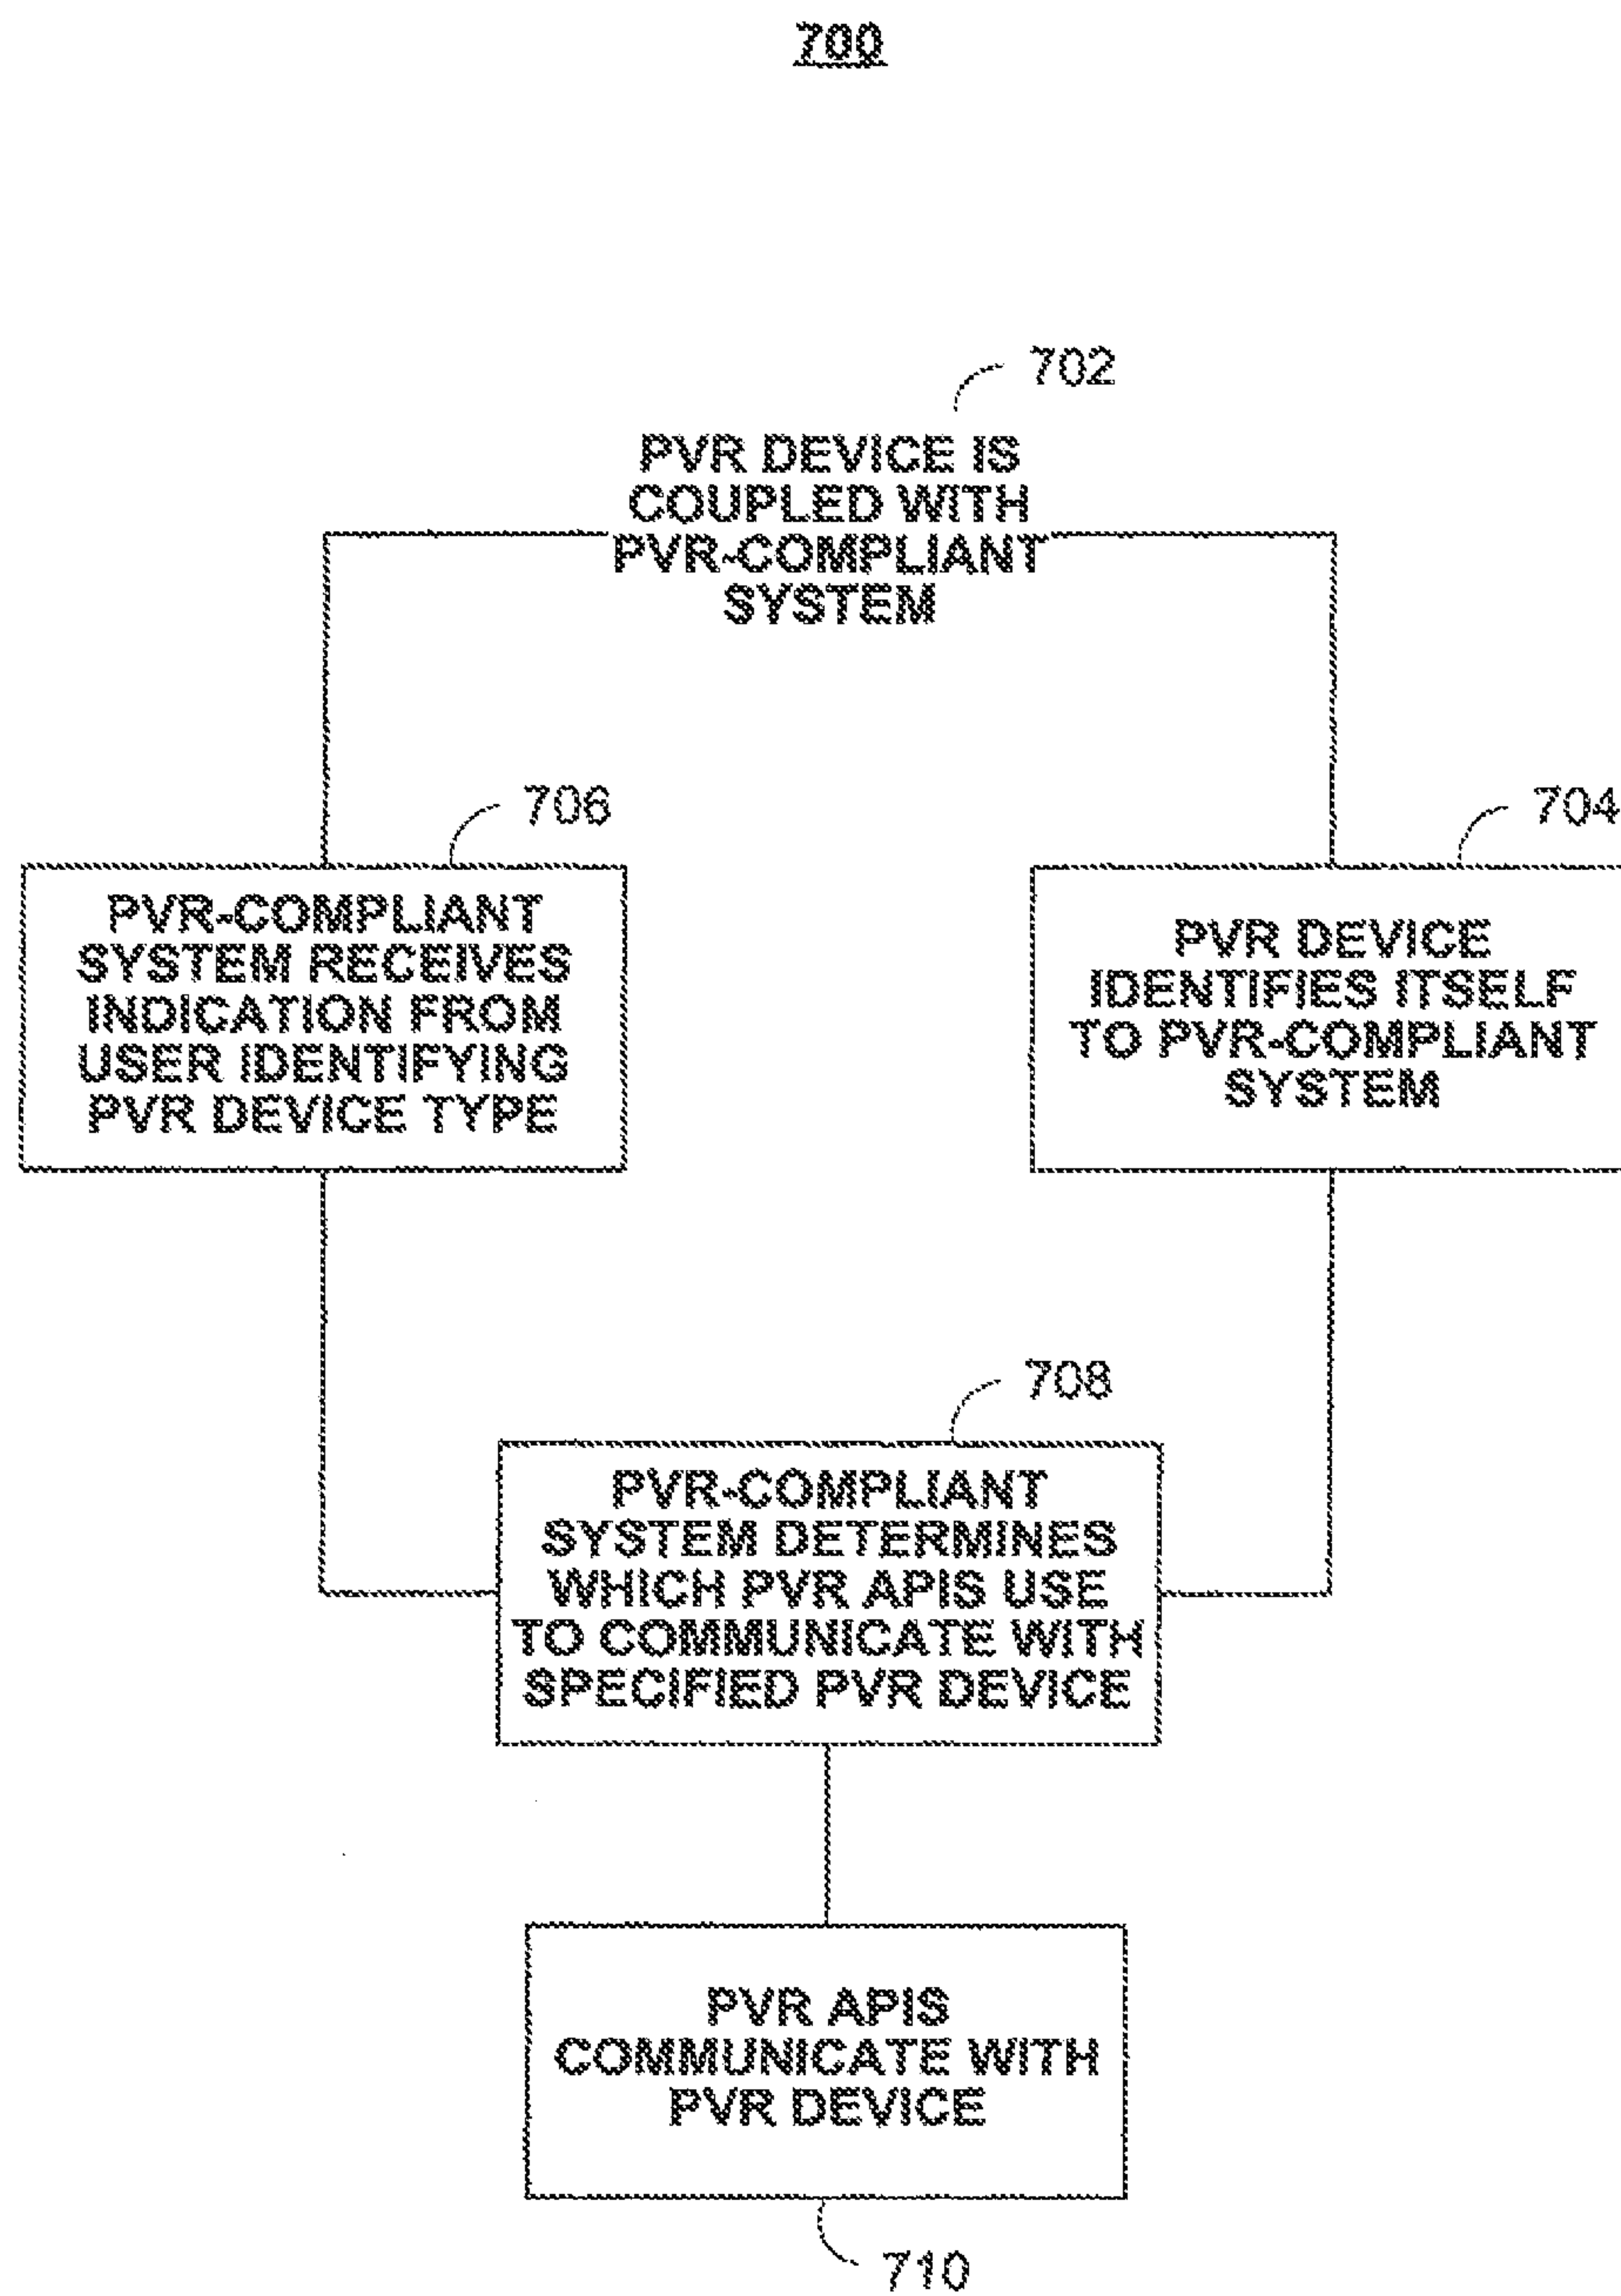 700
702
PVR DEVICE IS
COUPLED WITH
PVR-COMPLIANT
SYSTEM
706
PVR-COMPLIANT
SYSTEM RECEIVES
INDICATION FROM
USER IDENTIFYING
PVR DEVICE TYPE
704
PVR DEVICE
IDENTIFIES ITSELF
TO PVR-COMPLIANT
SYSTEM
708
PVR-COMPLIANT
SYSTEM DETERMINES
WHICH PVR APIS USE
TO COMMUNICATE WITH
SPECIFIED PVR DEVICE
PVR APIS
COMMUNICATE WITH
PVR DEVICE
710